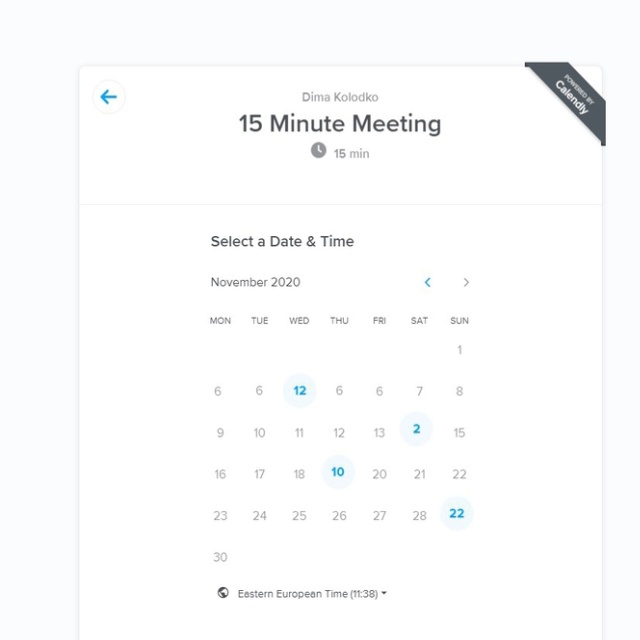 POWERED BY
Calendly
Dima Kolodko
15 Minute Meeting
15 min
Select a Date & Time
November 2020
MON TUE WED THU FRI SAT SUN
1
6 6 12 6 6 7 8
9 10 11 12 13 2 15
16 17 18 10 20 21 22
23 24 25 26 27 28 22
30
Eastern European Time (11:38)